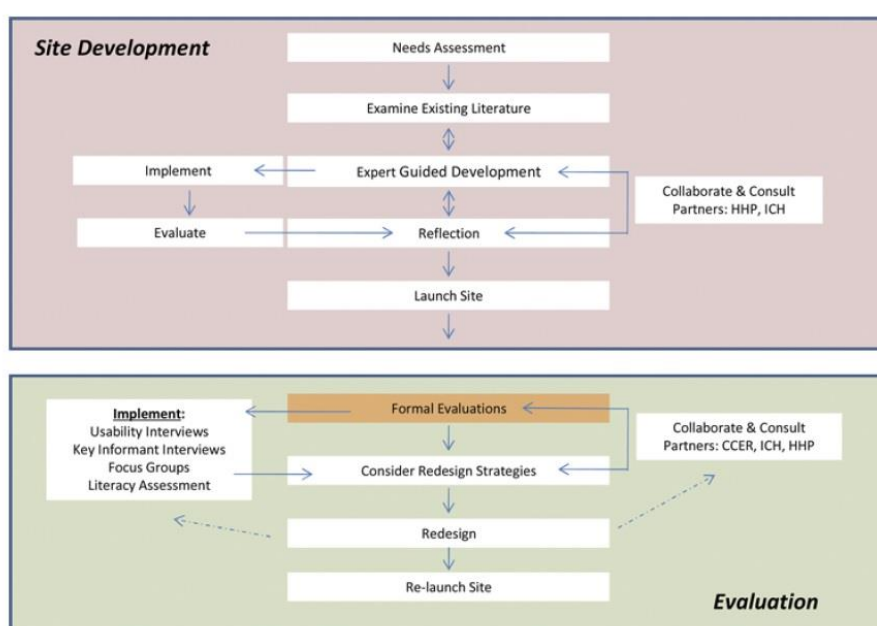 Site Development
Needs Assessment
Examine Existing Literature
Implement
Expert Guided Development
Collaborate & Consult
Partners: HHP, ICH
Evaluate
Reflection
Launch Site
Formal Evaluations
Implement:
Usability Interviews
Key Informant Interviews
Focus Groups
Literacy Assessment
Collaborate & Consult
Partners: CCER, ICH, HHP
Consider Redesign Strategies
Redesign
Re-launch Site
Evaluation